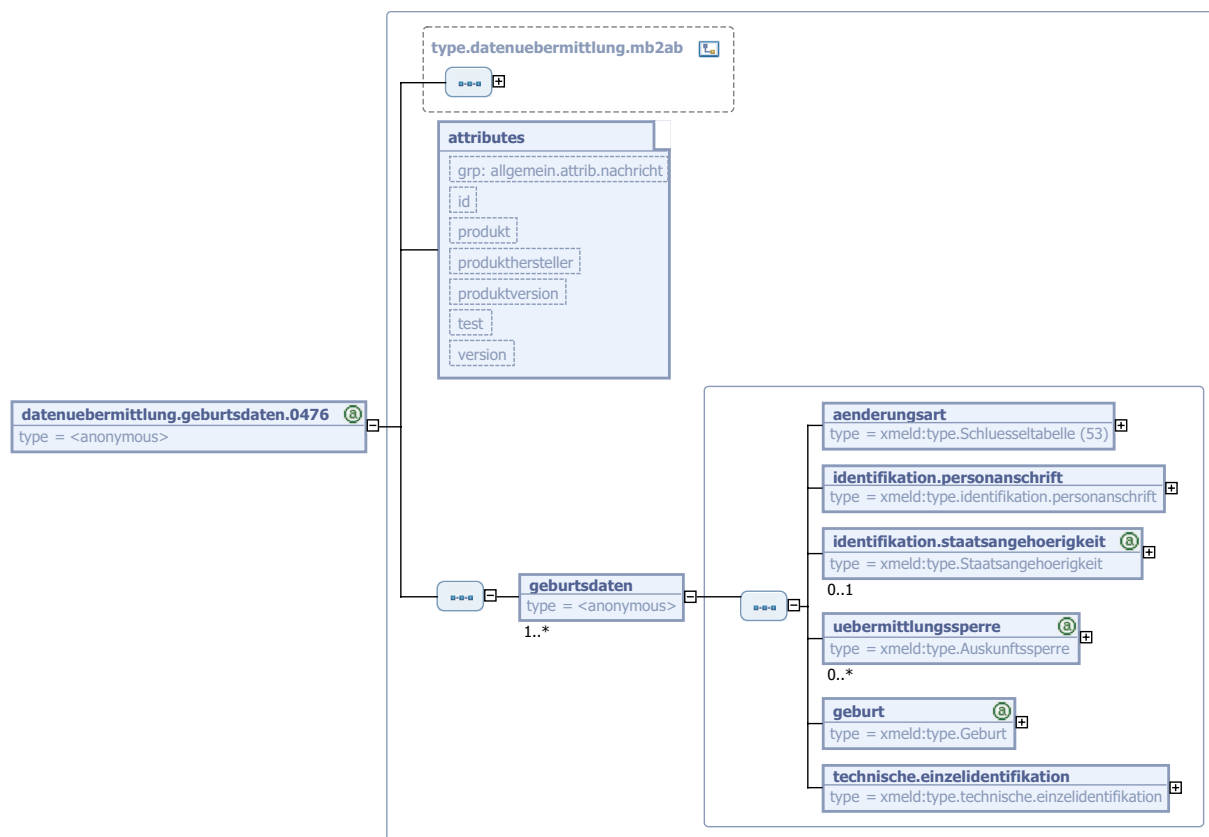 type.datenuebermittlung.mb2ab
attributes
grp: allgemein.attrib.nachricht
id
produkt
produkthersteller
produktversion
test
version
datenuebermittlung.geburtsdaten.0476
type = <anonymous>
geburtsdaten
type = <anonymous>
1..*
aenderungsart
type = xmeld:type.Schluesseltabelle (53)
identifikation.personanschrift
type = xmeld:type.identifikation.personanschrift
identifikation.staatsangehoerigkeit
type = xmeld:type.Staatsangehoerigkeit
0..1
uebermittlungssperre
type = xmeld:type.Auskunftssperre
0..*
geburt
type = xmeld:type.Geburt
technische.einzelidentifikation
type = xmeld:type.technische.einzelidentifikation